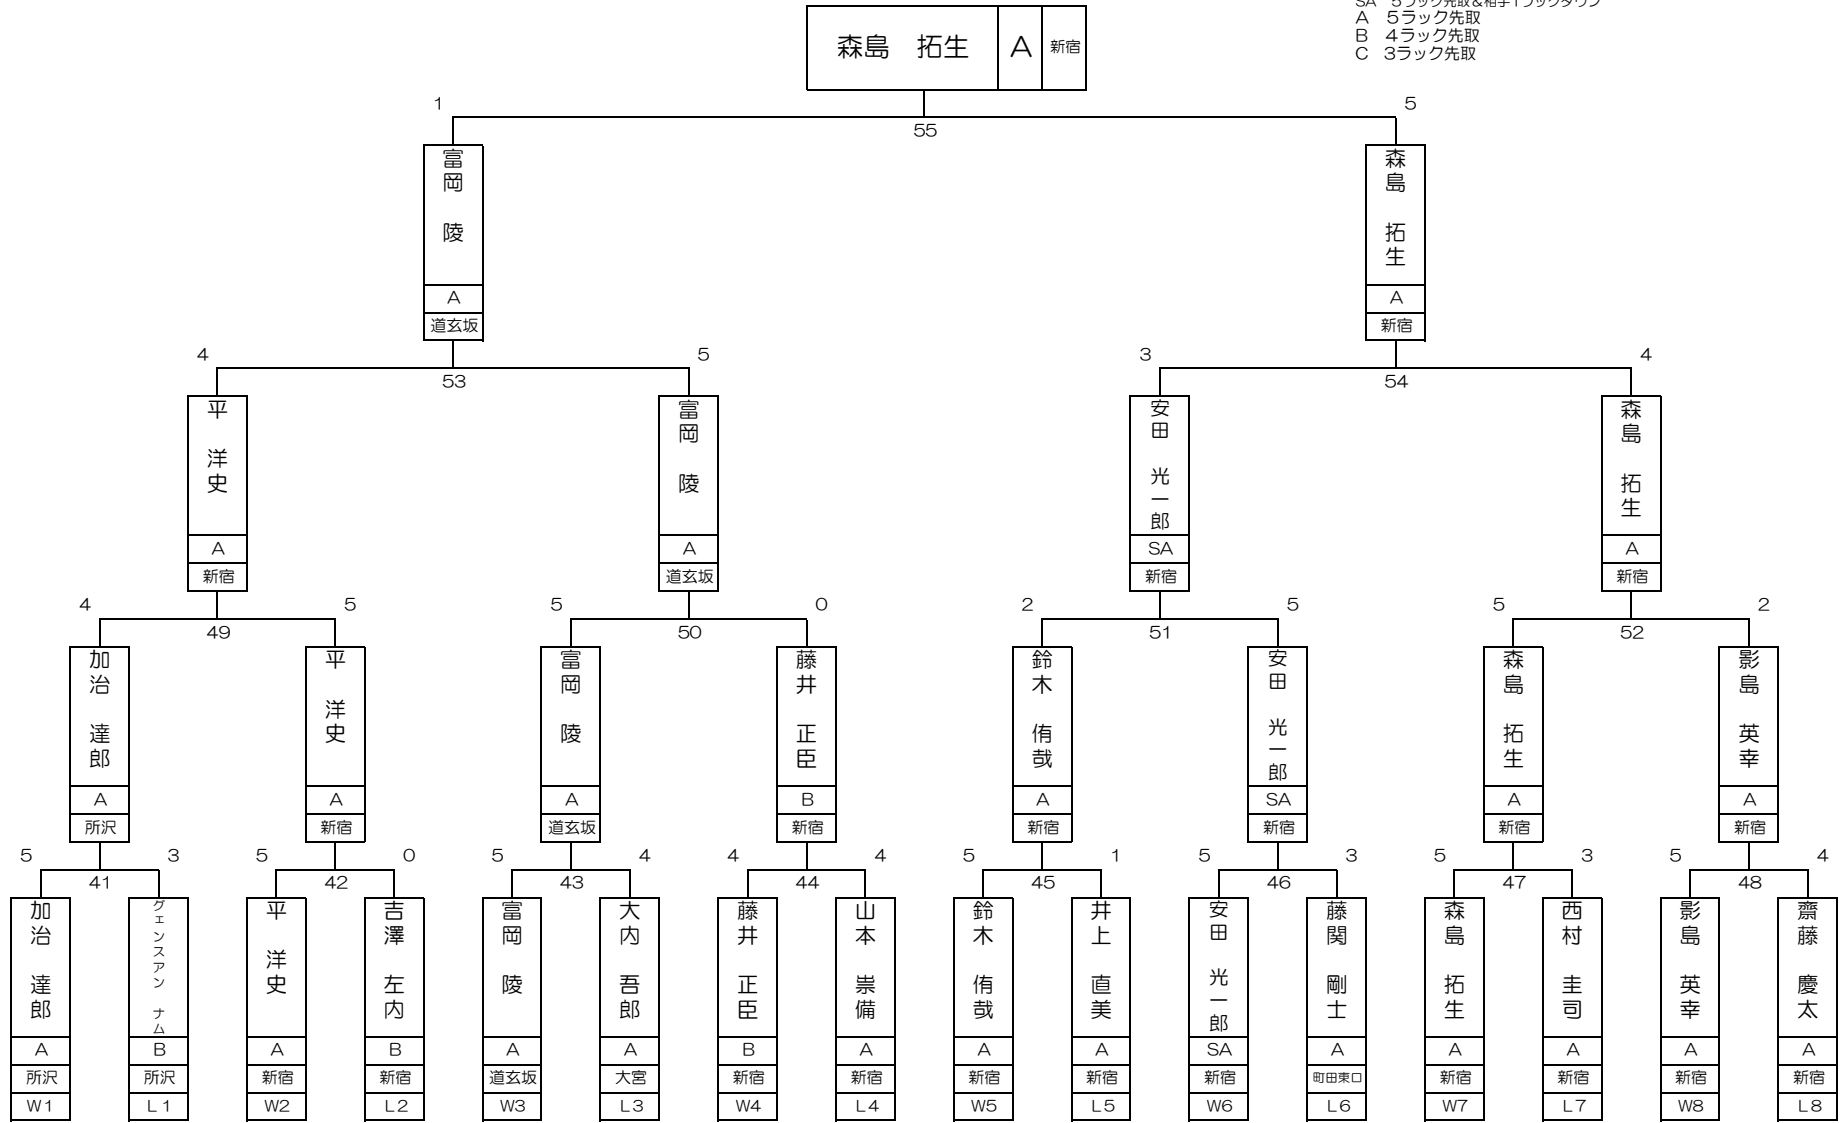 SA 5ラック先取&相手1ラックダウン
A 5ラック先取
B 4ラック先取
C 3ラック先取
森島 拓生 A 新宿
1 5
55
富岡 陵
森島 拓生
A A
道玄坂 新宿
4 5 3 4
53 54
平 洋史
富岡 陵
安田 光一郎
森島 拓生
A A SA A
新宿 道玄坂 新宿 新宿
4 5 5 0 2 5 5 2
49 50 51 52
加治 達郎
平 洋史
富岡 陵
藤井 正臣
鈴木 侑哉
安田 光一郎
森島 拓生
影島 英幸
A A A B A SA A A
所沢 新宿 道玄坂 新宿 新宿 新宿 新宿 新宿
5 3 5 0 5 4 4 4 5 1 5 3 5 3 5 4
41 42 43 44 45 46 47 48
加治 達郎
グェンスアン ナム
平 洋史
吉澤 左内
富岡 陵
大内 吾郎
藤井 正臣
山本 崇備
鈴木 侑哉
井上 直美
安田 光一郎
藤関 剛士
森島 拓生
西村 圭司
影島 英幸
齋藤 慶太
A B A B A A B A A A SA A A A A A
所沢 所沢 新宿 新宿 道玄坂 大宮 新宿 新宿 新宿 新宿 新宿 町田東口 新宿 新宿 新宿 新宿
W1 L1 W2 L2 W3 L3 W4 L4 W5 L5 W6 L6 W7 L7 W8 L8